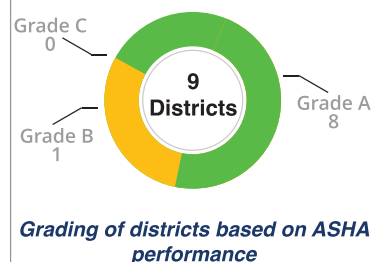 Grade C
0
9
Districts
Grade A
8
Grade B
1
Grading of districts based on ASHA
performance